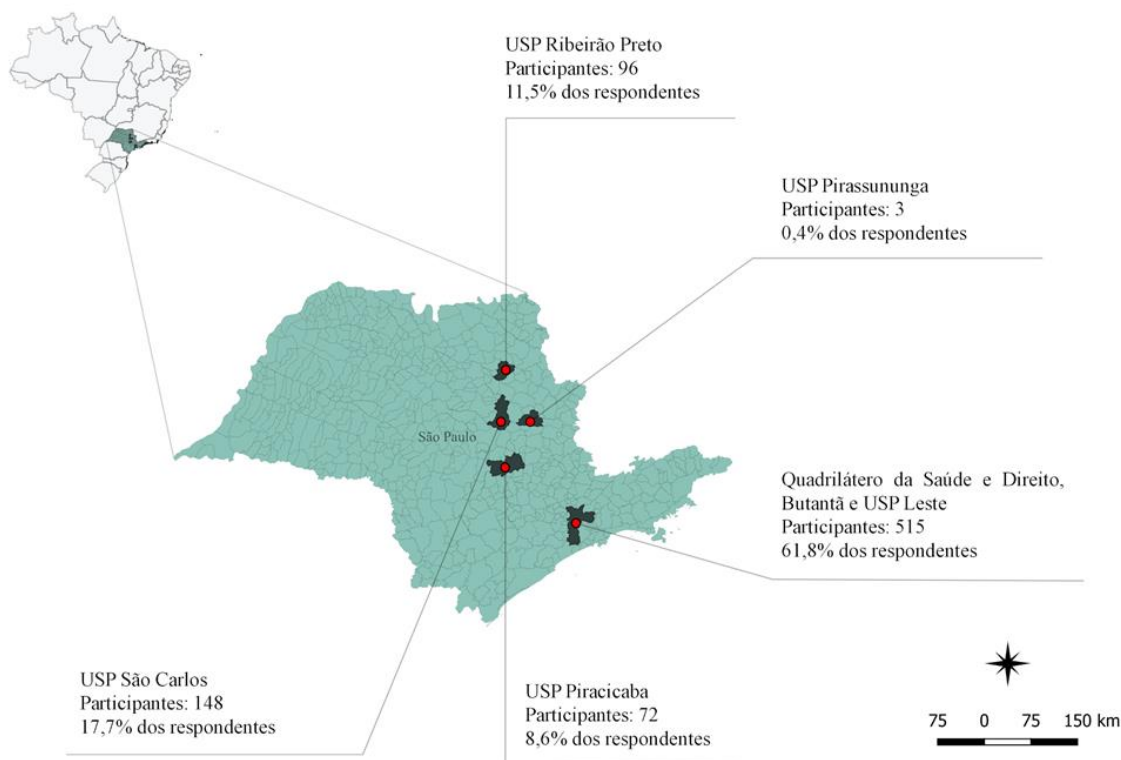 USP Ribeirão Preto
Participantes: 96
11,5% dos respondentes
USP Pirassununga
Participantes: 3
0,4% dos respondentes
São Paulo
Quadrilátero da Saúde e Direito,
Butantã e USP Leste
Participantes: 515
61,8% dos respondentes
USP São Carlos
Participantes: 148
17,7% dos respondentes
USP Piracicaba
Participantes: 72
8,6% dos respondentes
75 0 75 150 km